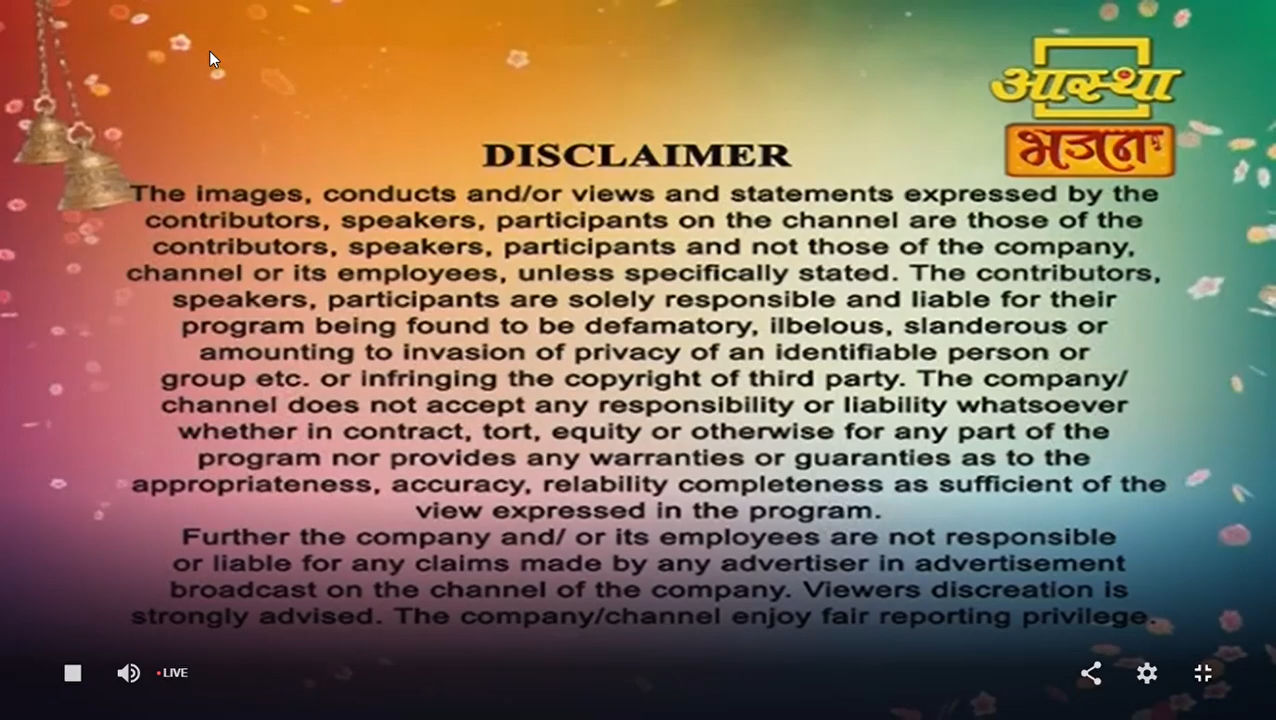 आस्था
भजन
DISCLAIMER
The images, conducts and/or views and statements expressed by the
contributors, speakers, participants on the channel are those of the
contributors, speakers, participants and not those of the company,
channel or its employees, unless specifically stated. The contributors,
speakers, participants are solely responsible and liable for their
program being found to be defamatory, ilbelous, slanderous or
amounting to invasion of privacy of an identifiable person or
group etc. or infringing the copyright of third party. The company/
channel does not accept any responsibility or liability whatsoever
whether in contract, tort, equity or otherwise for any part of the
program nor provides any warranties or guaranties as to the
appropriateness, accuracy, relability completeness as sufficient of the
view expressed in the program.
Further the company and/ or its employees are not responsible
or liable for any claims made by any advertiser in advertisement
broadcast on the channel of the company. Viewers discreation is
strongly advised. The company/channel enjoy fair reporting privilege.
LIVE